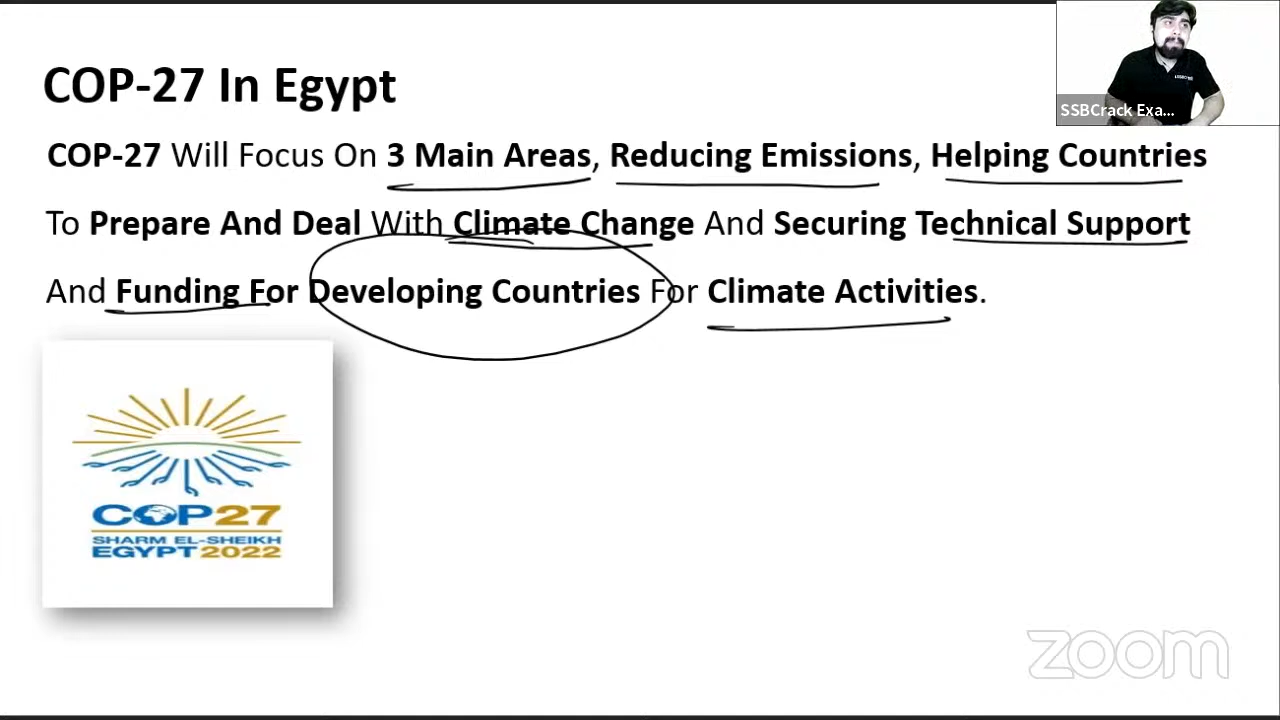 SSBCrack Exa...
COP-27 In Egypt
COP-27 Will Focus On 3 Main Areas, Reducing Emissions, Helping Countries
To Prepare And Deal With Climate Change And Securing Technical Support
And Funding For Developing Countries For Climate Activities.
COP27
SHARM EL-SHEIKH
EGYPT 2022
zoom